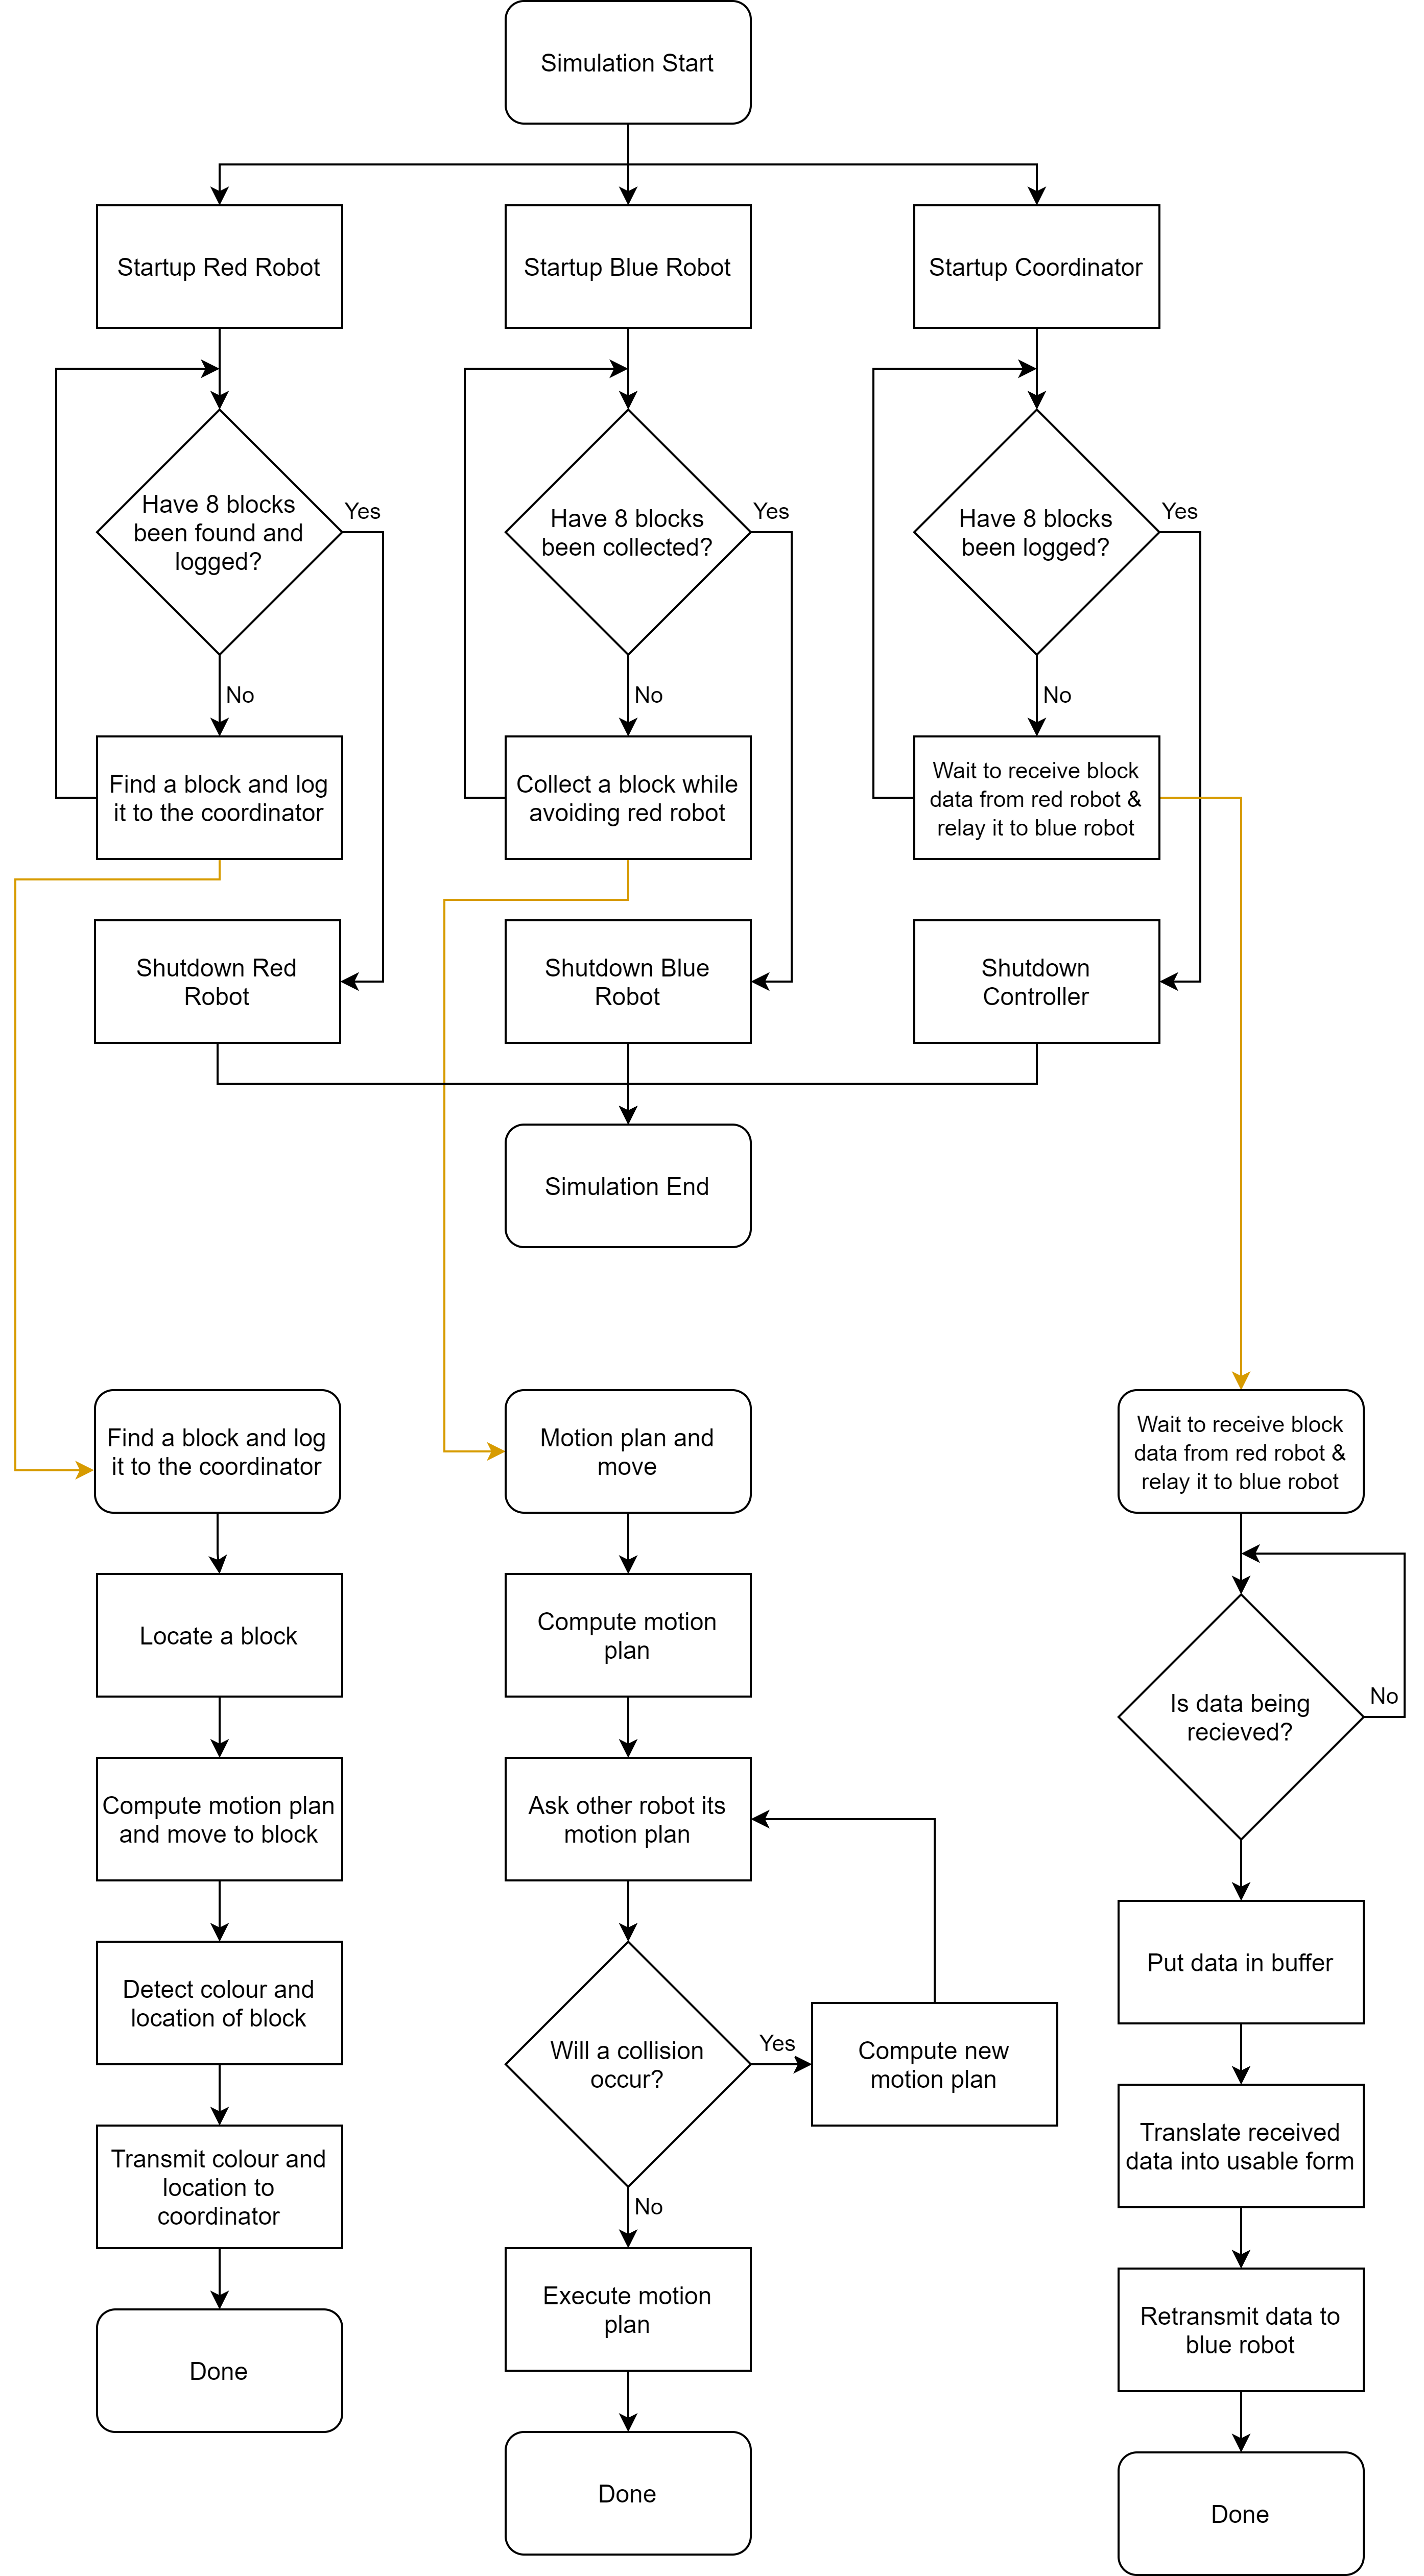 Simulation Start
Startup Red Robot
Startup Blue Robot
Startup Coordinator
Have 8 blocks
been found and
logged?
Yes
Have 8 blocks
been collected?
Yes
Have 8 blocks
been logged?
Yes
No
No
No
Find a block and log
it to the coordinator
Collect a block while
avoiding red robot
Wait to receive block
data from red robot &
relay it to blue robot
Shutdown Red
Robot
Shutdown Blue
Robot
Shutdown
Controller
Simulation End
Find a block and log
it to the coordinator
Motion plan and
move
Wait to receive block
data from red robot &
relay it to blue robot
Locate a block
Compute motion
plan
Is data being
recieved?
No
Compute motion plan
and move to block
Ask other robot its
motion plan
Put data in buffer
Detect colour and
location of block
Will a collision
occur?
Yes
Compute new
motion plan
Translate received
data into usable form
Transmit colour and
location to
coordinator
No
Execute motion
plan
Retransmit data to
blue robot
Done
Done
Done